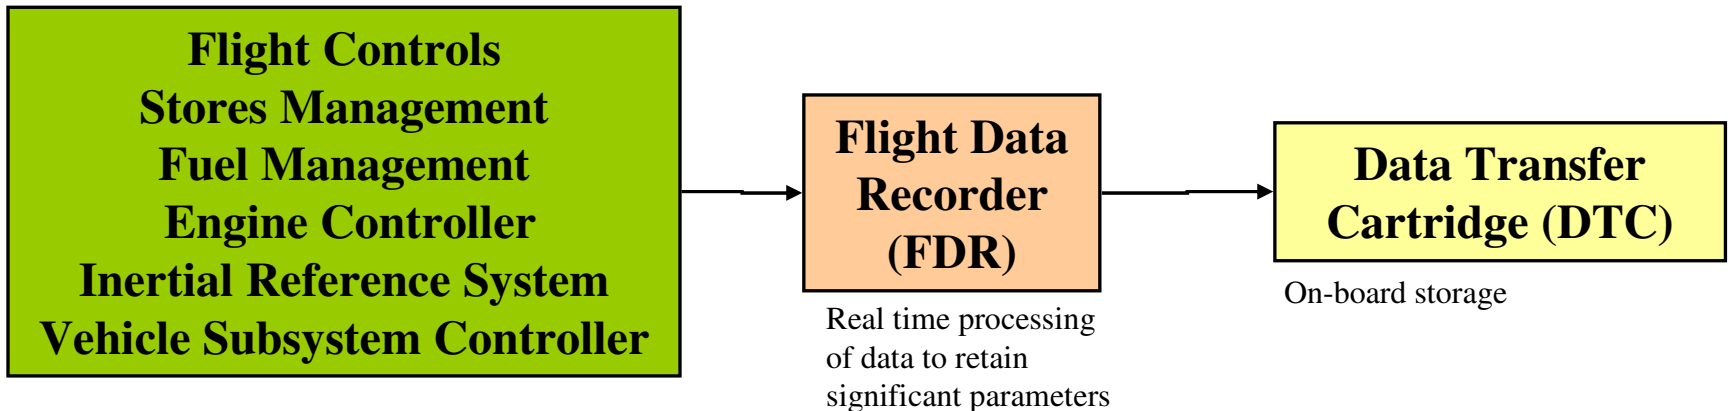 Flight Controls
Stores Management
Fuel Management
Engine Controller
Inertial Reference System
Vehicle Subsystem Controller
Flight Data
Recorder
(FDR)
Real time processing
of data to retain
significant parameters
Data Transfer
Cartridge (DTC)
On-board storage